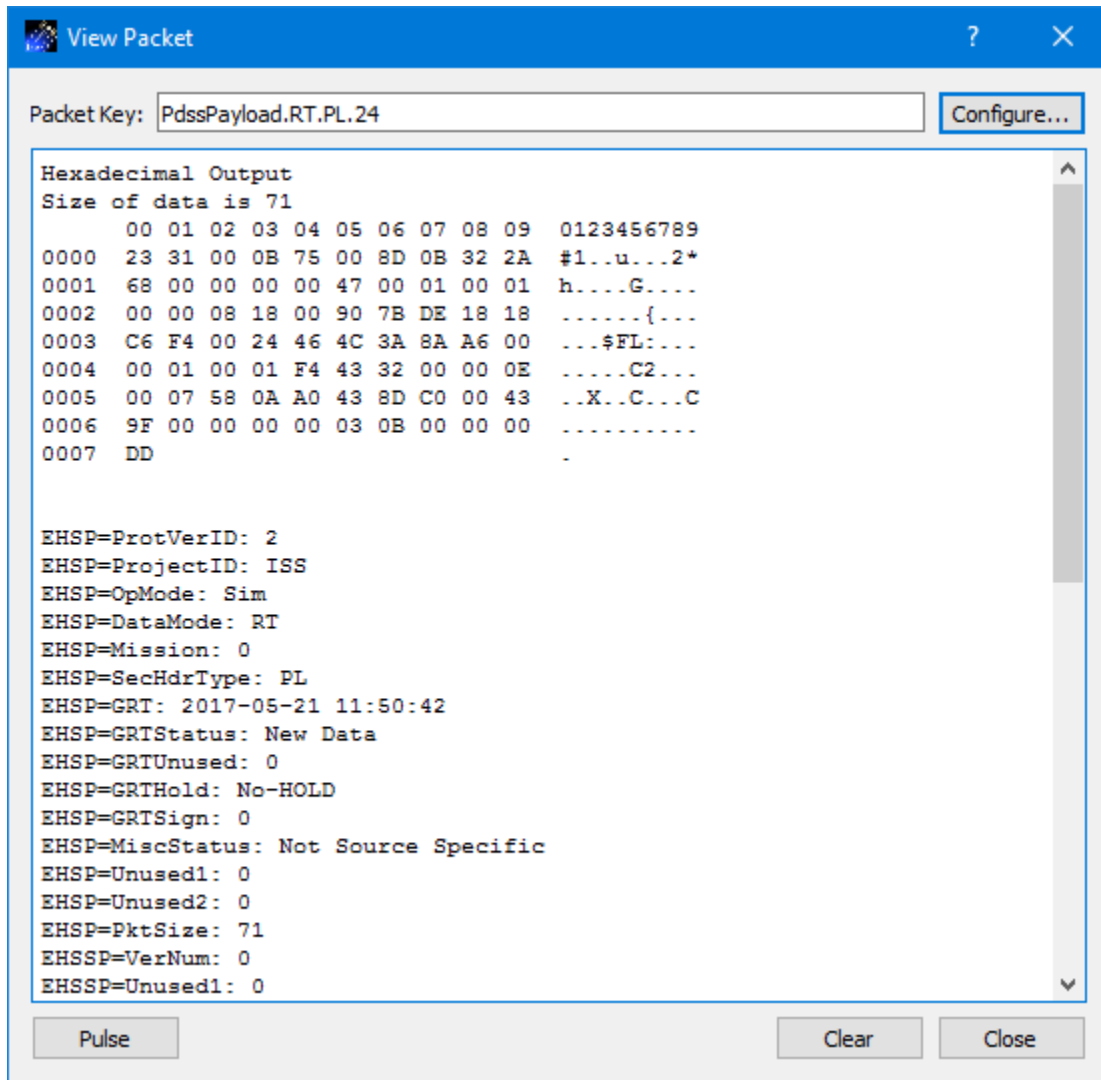 View Packet
Packet Key: PdssPayload.RT.PL.24 Configure...
Hexadecimal Output
Size of data is 71
00 01 02 03 04 05 06 07 08 09 0123456789
0000 23 31 00 0B 75 00 8D 0B 32 2A #1..u...2*
0001 68 00 00 00 00 47 00 01 00 01 h....G....
0002 00 00 08 18 00 90 7B DE 18 18 ......{...
0003 C6 F4 00 24 46 4C 3A 8A A6 00 ...$FL:...
0004 00 01 00 01 F4 43 32 00 00 0E .....C2...
0005 00 07 58 0A A0 43 8D C0 00 43 ..X..C...C
0006 9F 00 00 00 00 03 0B 00 00 00 ..........
0007 DD .
EHSP=ProtVerID: 2
EHSP=ProjectID: ISS
EHSP=OpMode: Sim
EHSP=DataMode: RT
EHSP=Mission: 0
EHSP=SecHdrType: PL
EHSP=GRT: 2017-05-21 11:50:42
EHSP=GRTStatus: New Data
EHSP=GRTUnused: 0
EHSP=GRTHold: No-HOLD
EHSP=GRTSign: 0
EHSP=MiscStatus: Not Source Specific
EHSP=Unused1: 0
EHSP=Unused2: 0
EHSP=PktSize: 71
EHSSP=VerNum: 0
EHSSP=Unused1: 0
Pulse Clear Close